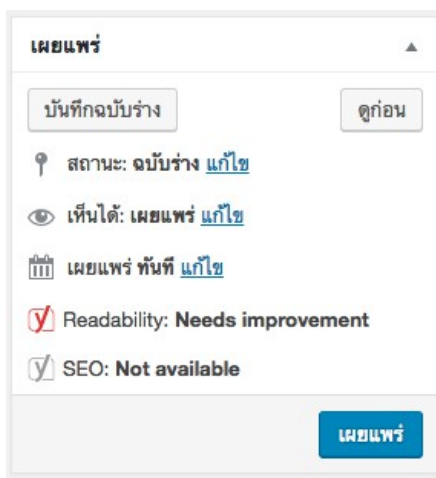 เผยแพร่
บันทึกฉบับร่าง
ดูก่อน
สถานะ: ฉบับร่าง แก้ไข
เห็นได้: เผยแพร่ แก้ไข
เผยแพร่ ทันที แก้ไข
Readability: Needs improvement
SEO: Not available
เผยแพร่